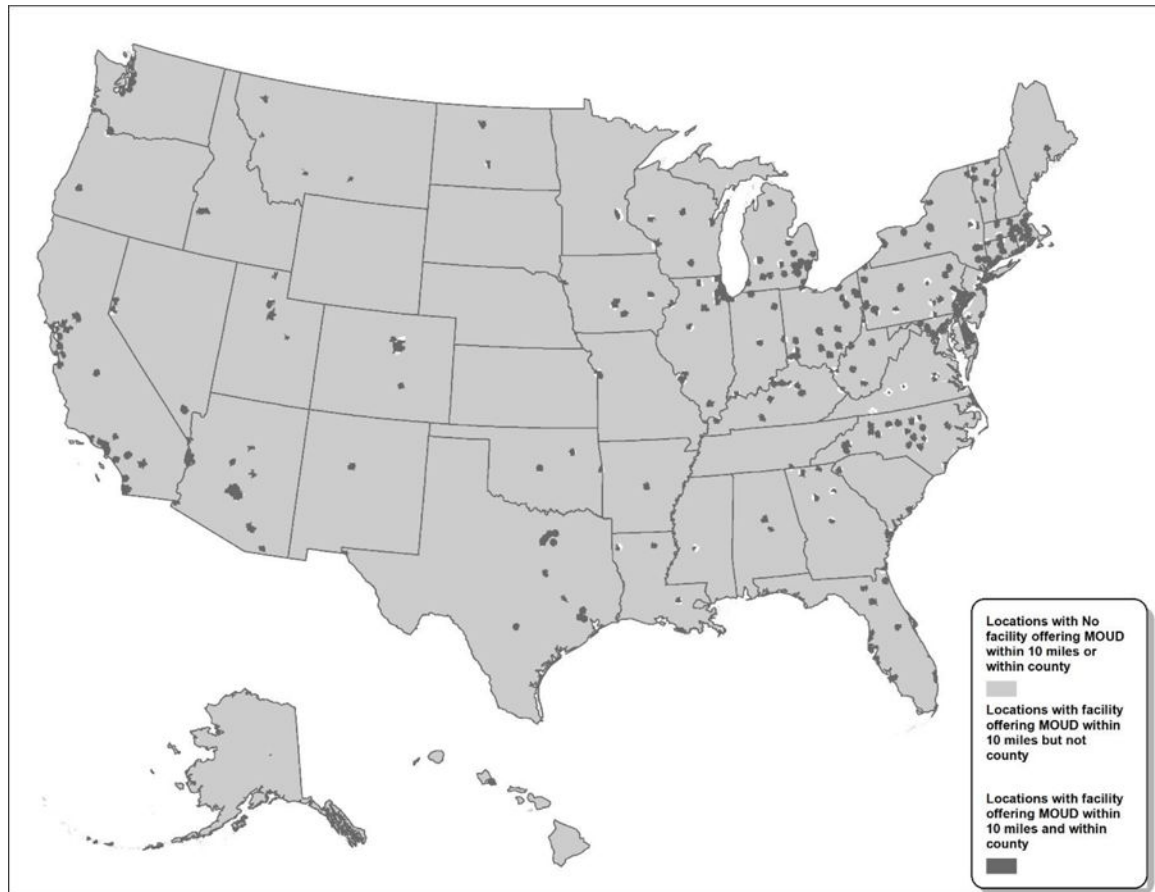 Locations with No
facility offering MOUD
within 10 miles or
within county
Locations with facility
offering MOUD within
10 miles but not
county
Locations with facility
offering MOUD within
10 miles and within
county